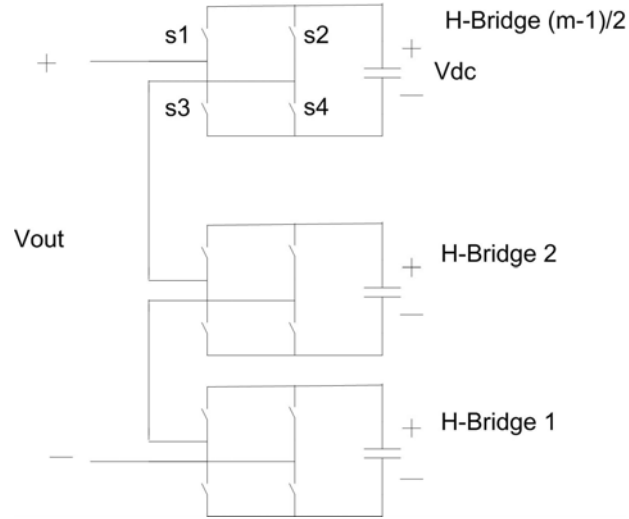 s1 s2 + H-Bridge (m-1)/2
+ Vdc
s3 s4 —
Vout
+ H-Bridge 2
—
+ H-Bridge 1
— —